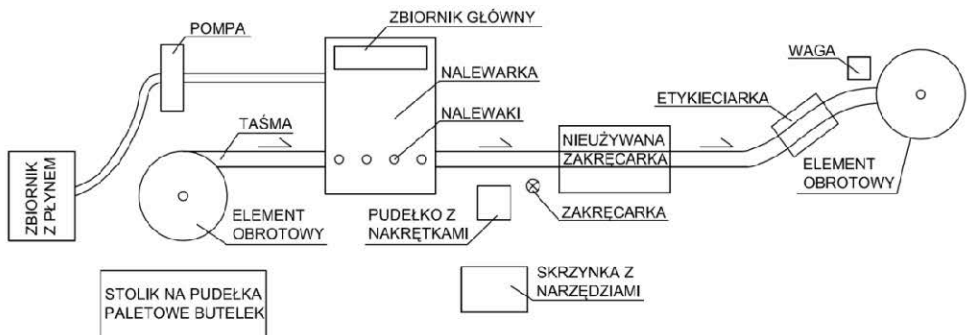 ZBIORNIK GŁÓWNY
POMPA
WAGA
NALEWARKA
ETYKIECIARKA
TAŚMA
NALEWAKI
NIEUŻYWANA
ZAKRĘCARKA
ZBIORNIK
Z PŁYNEM
ELEMENT
OBROTOWY
PUDEŁKO Z
NAKRĘTKAMI
ZAKRĘCARKA
ELEMENT
OBROTOWY
STOLIK NA PUDEŁKA
PALETOWE BUTELEK
SKRZYNKA Z
NARZĘDZIAMI